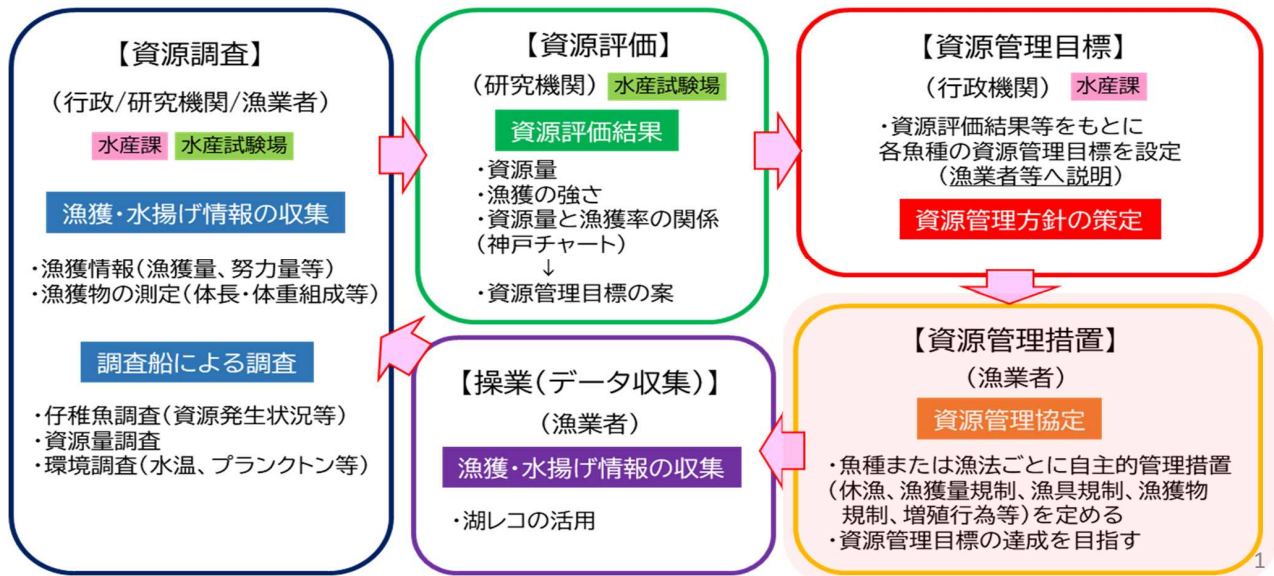 【資源調査】
(行政/研究機関/漁業者)
水産課 水産試験場
漁獲・水揚げ情報の収集
・漁獲情報(漁獲量、努力量等)
・漁獲物の測定(体長・体重組成等)
調査船による調査
・仔稚魚調査(資源発生状況等)
・資源量調査
・環境調査(水温、プランクトン等)
【資源評価】
(研究機関) 水産試験場
資源評価結果
・資源量
・漁獲の強さ
・資源量と漁獲率の関係
(神戸チャート)
↓
・資源管理目標の案
【資源管理目標】
(行政機関) 水産課
・資源評価結果等をもとに
各魚種の資源管理目標を設定
(漁業者等へ説明)
資源管理方針の策定
【資源管理措置】
(漁業者)
資源管理協定
・魚種または漁法ごとに自主的管理措置
(休漁、漁獲量規制、漁具規制、漁獲物
規制、増殖行為等)を定める
・資源管理目標の達成を目指す
【操業(データ収集)】
(漁業者)
漁獲・水揚げ情報の収集
・湖レコの活用
1